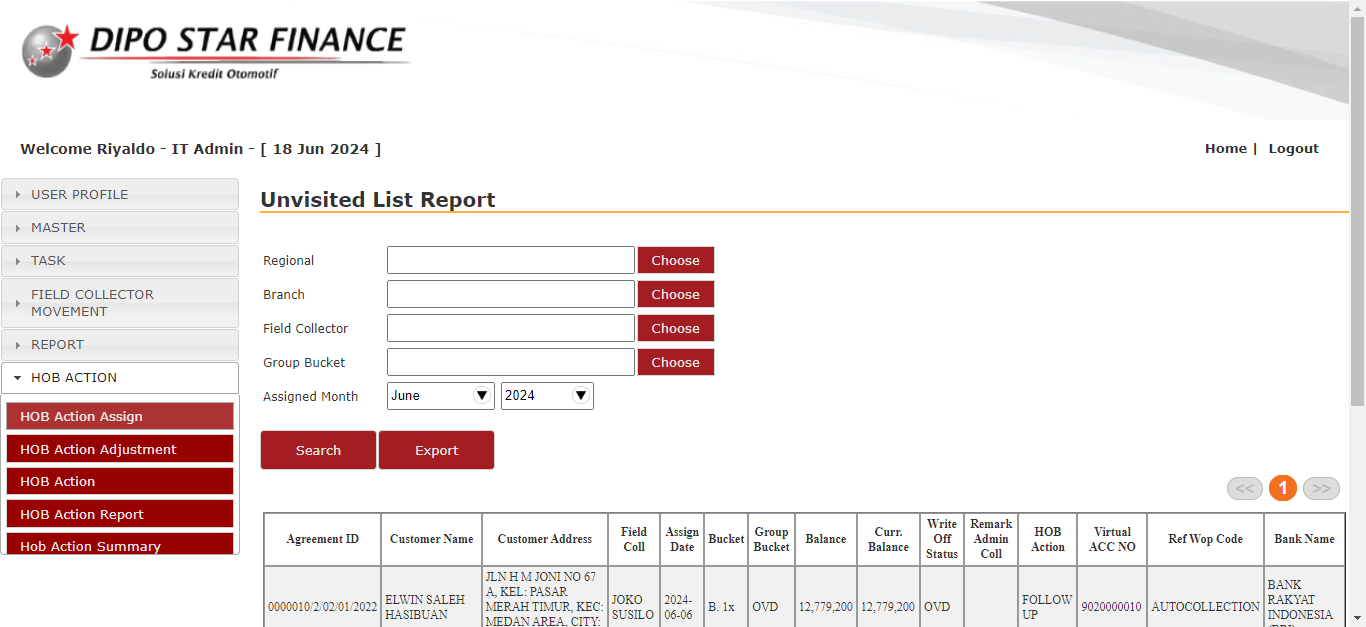 DIPO STAR FINANCE
Solusi Kredit Otomotif
Welcome Riyaldo - IT Admin - [ 18 Jun 2024 ]
Home | Logout
USER PROFILE
MASTER
TASK
FIELD COLLECTOR
MOVEMENT
REPORT
HOB ACTION
HOB Action Assign
HOB Action Adjustment
HOB Action
HOB Action Report
Hob Action Summary
Unvisited List Report
Regional Choose
Branch Choose
Field Collector Choose
Group Bucket Choose
Assigned Month June 2024
Search Export
<< 1 >>
Agreement ID
Customer Name
Customer Address
Field
Coll
Assign
Date
Bucket
Group
Bucket
Balance
Curr.
Balance
Write
Off
Status
Remark
Admin
Coll
HOB
Action
Virtual
ACC NO
Ref Wop Code
Bank Name
0000010/2/02/01/2022
ELWIN SALEH
HASIBUAN
JLN H M JONI NO 67
A, KEL: PASAR
MERAH TIMUR, KEC:
MEDAN AREA, CITY:
JOKO
SUSILO
2024-
06-06
B. 1x
OVD
12,779,200
12,779,200
OVD
FOLLOW
UP
9020000010
AUTOCOLLECTION
BANK
RAKYAT
INDONESIA